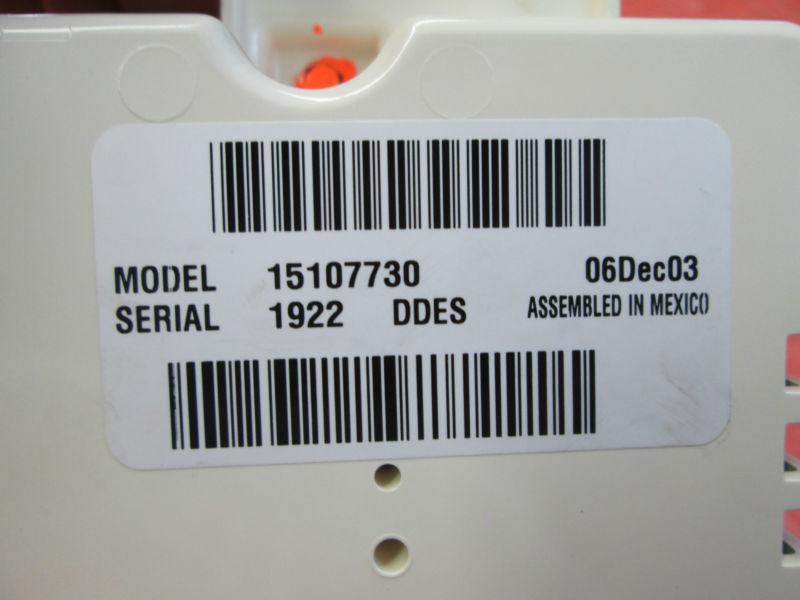 MODEL 15107730 06Dec03
SERIAL 1922 DDES ASSEMBLED IN MEXICO